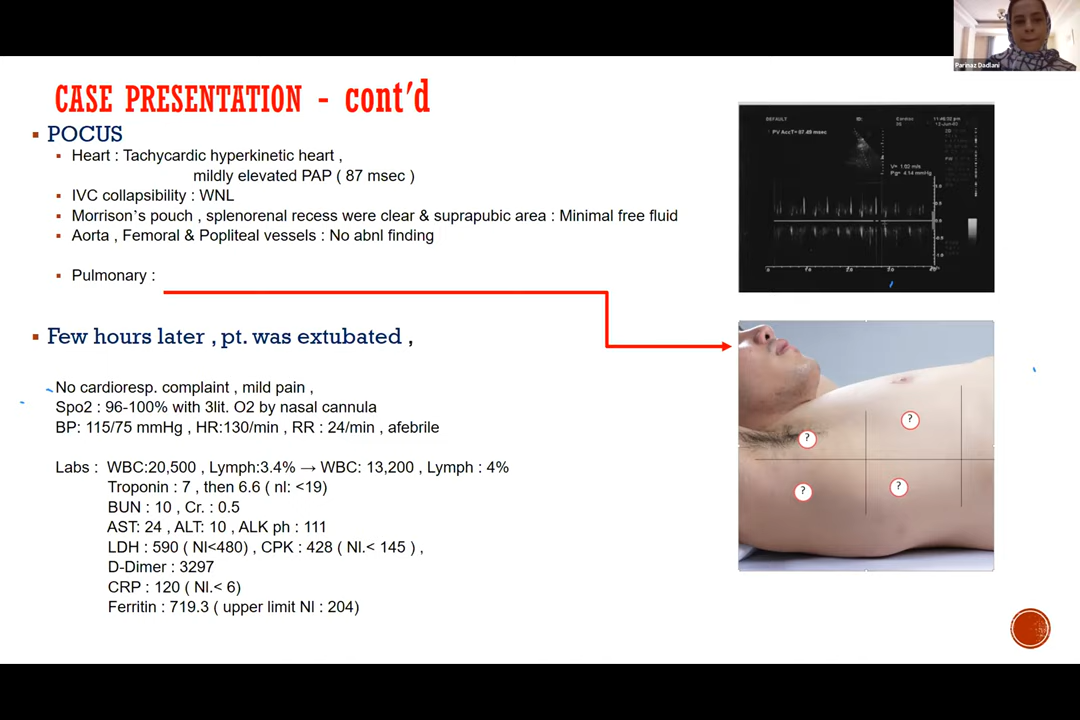 Parinaz Dadlani
CASE PRESENTATION - cont'd
POCUS
Heart : Tachycardic hyperkinetic heart ,
mildly elevated PAP ( 87 msec )
IVC collapsibility : WNL
Morrison's pouch , splenorenal recess were clear & suprapubic area : Minimal free fluid
Aorta , Femoral & Popliteal vessels : No abnl finding
Pulmonary :
Few hours later , pt. was extubated ,
No cardioresp. complaint , mild pain ,
Spo2 : 96-100% with 3lit. O2 by nasal cannula
BP: 115/75 mmHg , HR:130/min , RR : 24/min , afebrile
Labs : WBC:20,500 , Lymph:3.4% → WBC: 13,200 , Lymph : 4%
Troponin : 7 , then 6.6 ( nl: <19)
BUN : 10 , Cr. : 0.5
AST: 24 , ALT: 10 , ALK ph : 111
LDH : 590 ( Nl<480) , CPK : 428 ( Nl.< 145 ) ,
D-Dimer : 3297
CRP : 120 ( Nl.< 6)
Ferritin : 719.3 ( upper limit Nl : 204)
DEFAULT
Cardiac
PV AccT= 87.49 msec
?
?
?
?